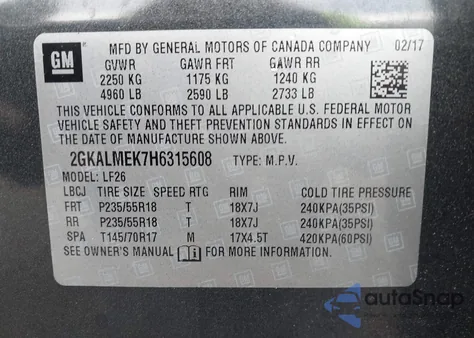 GM MFD BY GENERAL MOTORS OF CANADA COMPANY 02/17
GVWR GAWR FRT GAWR RR
2250 KG 1175 KG 1240 KG
4960 LB 2590 LB 2733 LB
THIS VEHICLE CONFORMS TO ALL APPLICABLE U.S. FEDERAL MOTOR
VEHICLE SAFETY AND THEFT PREVENTION STANDARDS IN EFFECT ON
THE DATE OF MANUFACTURE SHOWN ABOVE.
2GKALMEK7H6315608 TYPE: M.P.V.
MODEL: LF26
LBCJ TIRE SIZE SPEED RTG RIM COLD TIRE PRESSURE
FRT P235/55R18 T 18X7J 240KPA(35PSI)
RR P235/55R18 T 18X7J 240KPA(35PSI)
SPA T145/70R17 M 17X4.5T 420KPA(60PSI)
SEE OWNER'S MANUAL FOR MORE INFORMATION.
autoSnap